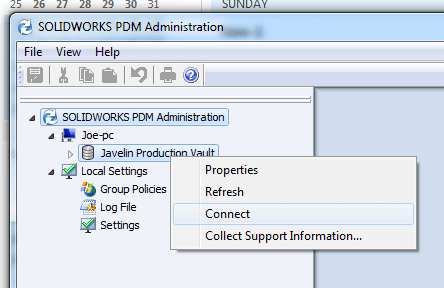 25 26 27 28 29 30 31 SUNDAY
SOLIDWORKS PDM Administration
File View Help
SOLIDWORKS PDM Administration
Joe-pc
Javelin Production Vault
Local Settings
Group Policies
Log File
Settings
Properties
Refresh
Connect
Collect Support Information...